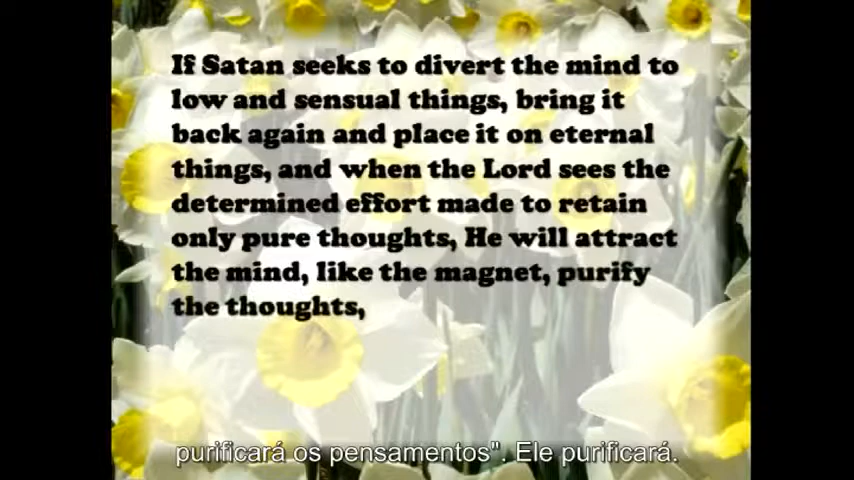 If Satan seeks to divert the mind to
low and sensual things, bring it
back again and place it on eternal
things, and when the Lord sees the
determined effort made to retain
only pure thoughts, He will attract
the mind, like the magnet, purify
the thoughts,
purificará os pensamentos". Ele purificará.